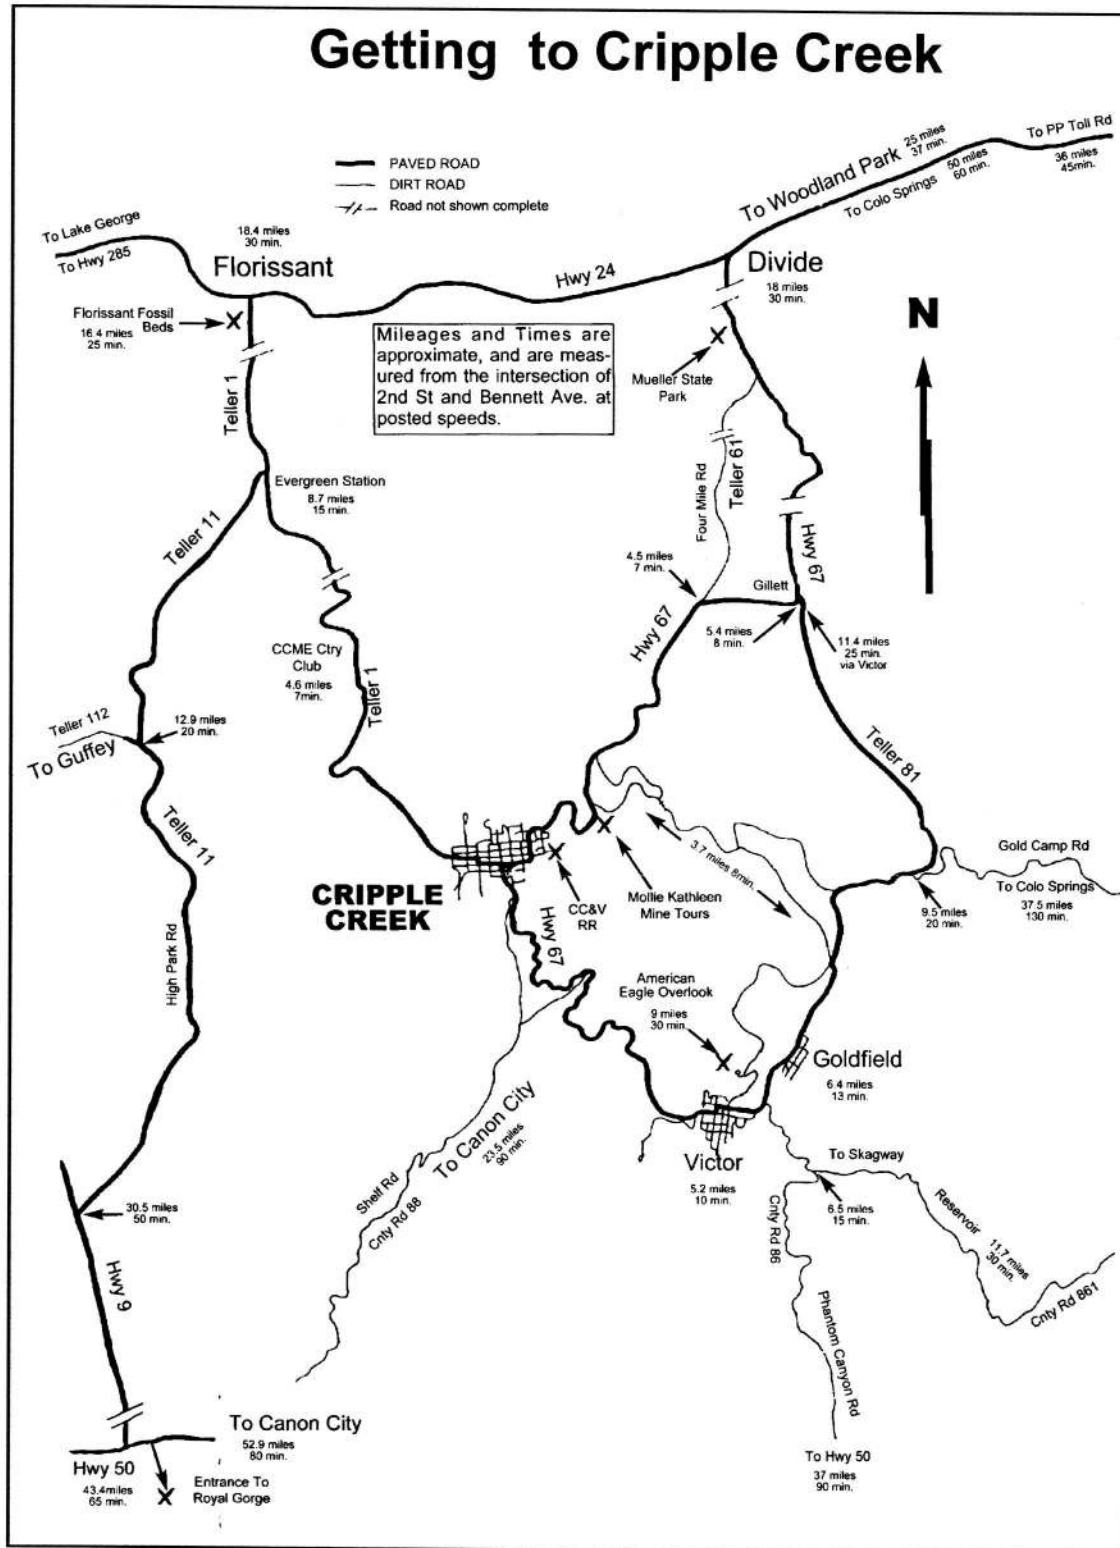 Getting to Cripple Creek
PAVED ROAD
DIRT ROAD
Road not shown complete
To PP Toll Rd
36 miles
45min.
To Woodland Park
25 miles
37 min.
To Colo Springs
50 miles
60 min.
To Lake George
To Hwy 285
18.4 miles
30 min.
Florissant
Hwy 24
Divide
18 miles
30 min.
N
Florissant Fossil
Beds
16.4 miles
25 min.
Mileages and Times are
approximate, and are meas-
ured from the intersection of
2nd St and Bennett Ave. at
posted speeds.
Mueller State
Park
Teller 1
Evergreen Station
8.7 miles
15 min.
Teller 11
Four Mile Rd
Teller 61
Hwy 67
4.5 miles
7 min.
Gillett
5.4 miles
8 min.
11.4 miles
25 min.
via Victor
Hwy 67
CCME Ctry
Club
4.6 miles
7min.
Teller 1
Teller 112
To Guffey
12.9 miles
20 min.
Teller 81
Teller 11
3.7 miles 8min.
Gold Camp Rd
To Colo Springs
37.5 miles
130 min.
9.5 miles
20 min.
CRIPPLE
CREEK
CC&V
RR
Mollie Kathleen
Mine Tours
Hwy 67
High Park Rd
American
Eagle Overlook
9 miles
30 min.
Goldfield
6.4 miles
13 min.
To Canon City
23.5 miles
90 min.
Shelf Rd
Cnty Rd 88
Victor
5.2 miles
10 min.
To Skagway
Reservoir
11.7 miles
30 min.
Cnty Rd 861
6.5 miles
15 min.
Cnty Rd 86
Phantom Canyon Rd
30.5 miles
50 min.
Hwy 9
To Canon City
52.9 miles
80 min.
Hwy 50
43.4miles
65 min.
Entrance To
Royal Gorge
To Hwy 50
37 miles
90 min.